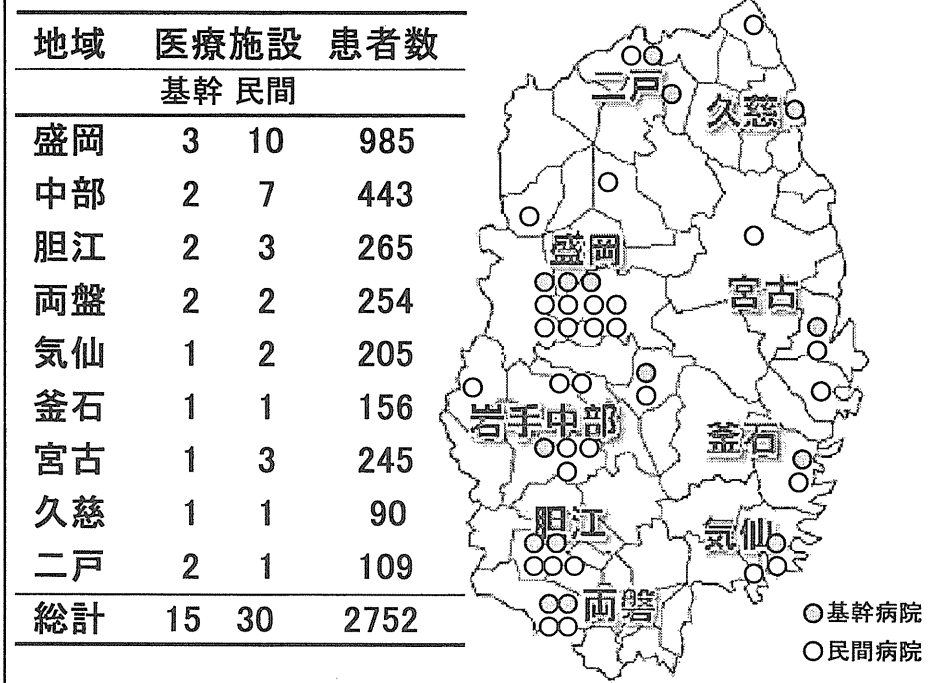 地域 医療施設 患者数
基幹 民間
盛岡 3 10 985
中部 2 7 443
胆江 2 3 265
両盤 2 2 254
気仙 1 2 205
釜石 1 1 156
宮古 1 3 245
久慈 1 1 90
二戸 2 1 109
総計 15 30 2752
二戸
久慈
盛岡
宮古
岩手中部
釜石
胆江
気仙
両磐
基幹病院
民間病院